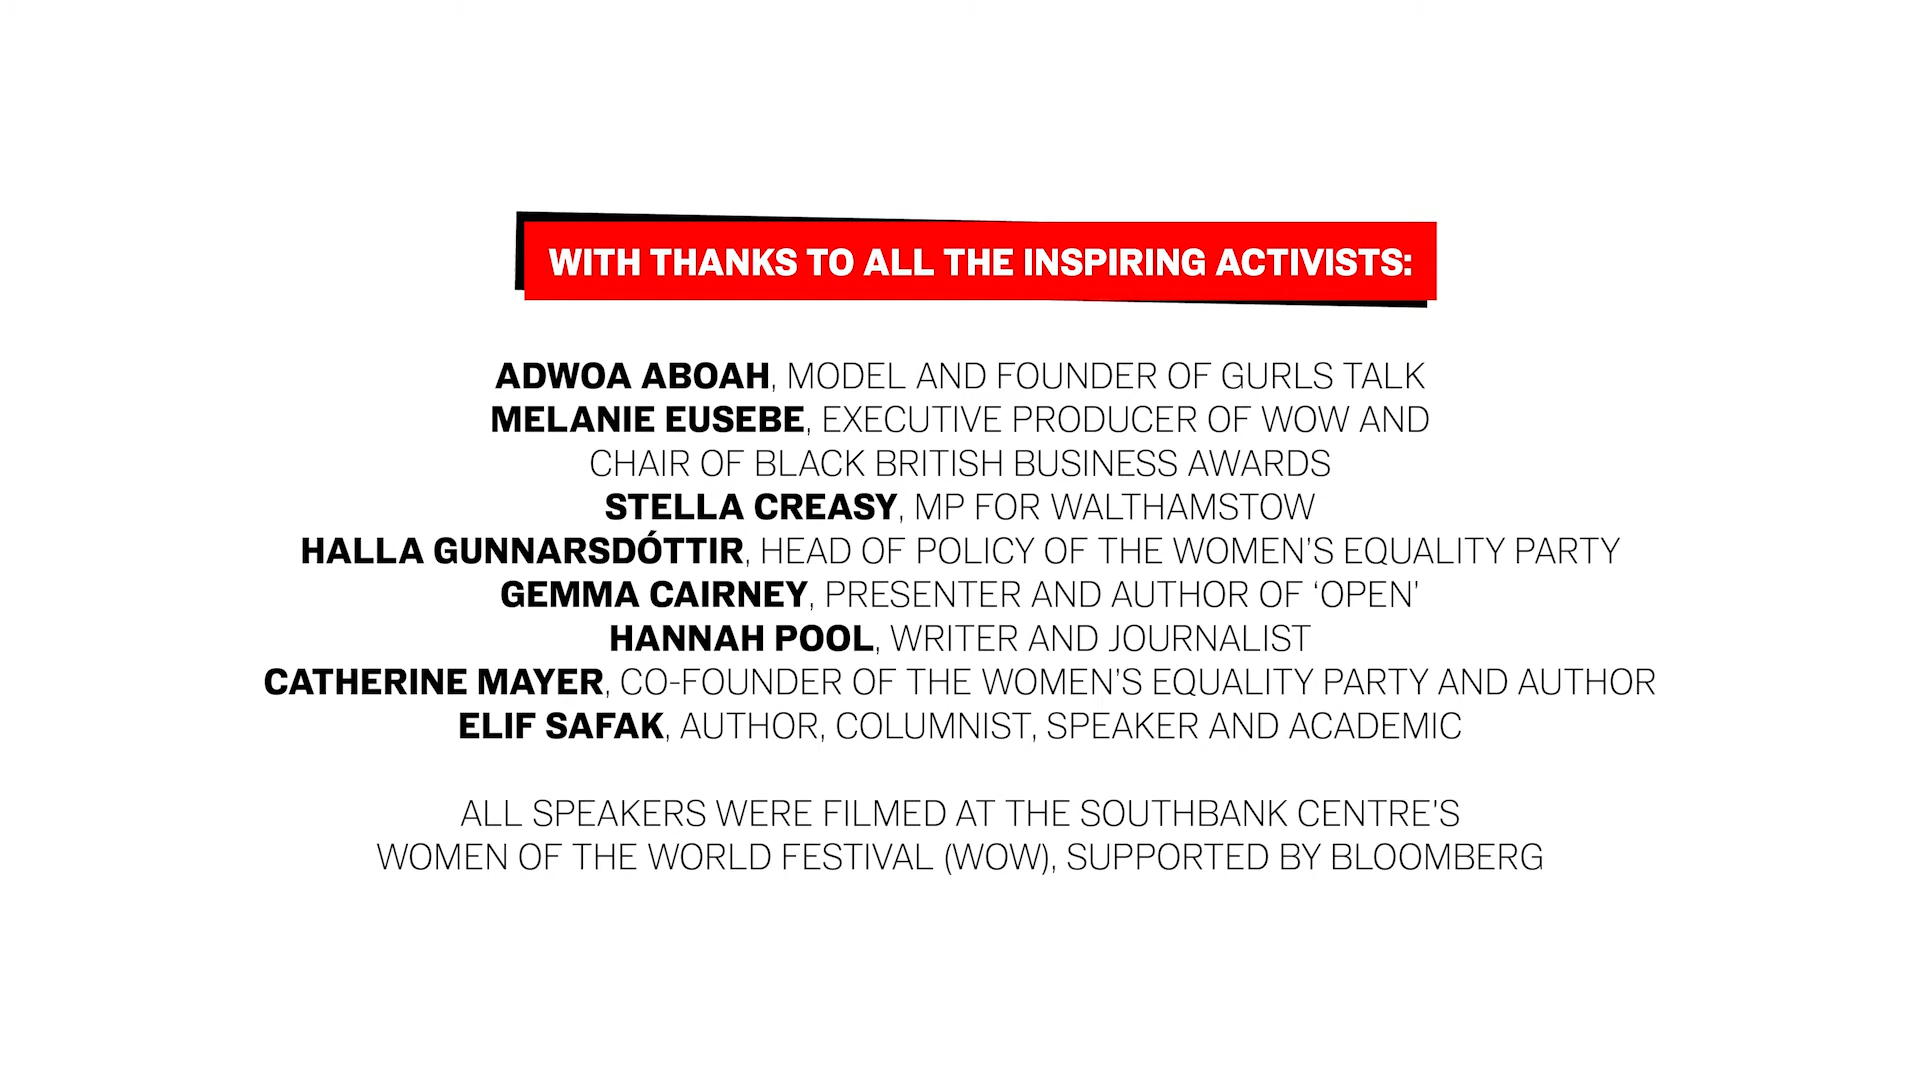 WITH THANKS TO ALL THE INSPIRING ACTIVISTS:
ADWOA ABOAH, MODEL AND FOUNDER OF GURLS TALK
MELANIE EUSEBE, EXECUTIVE PRODUCER OF WOW AND
CHAIR OF BLACK BRITISH BUSINESS AWARDS
STELLA CREASY, MP FOR WALTHAMSTOW
HALLA GUNNARSDÓTTIR, HEAD OF POLICY OF THE WOMEN’S EQUALITY PARTY
GEMMA CAIRNEY, PRESENTER AND AUTHOR OF ‘OPEN'
HANNAH POOL, WRITER AND JOURNALIST
CATHERINE MAYER, CO-FOUNDER OF THE WOMEN’S EQUALITY PARTY AND AUTHOR
ELIF SAFAK, AUTHOR, COLUMNIST, SPEAKER AND ACADEMIC
ALL SPEAKERS WERE FILMED AT THE SOUTHBANK CENTRE'S
WOMEN OF THE WORLD FESTIVAL (WOW), SUPPORTED BY BLOOMBERG